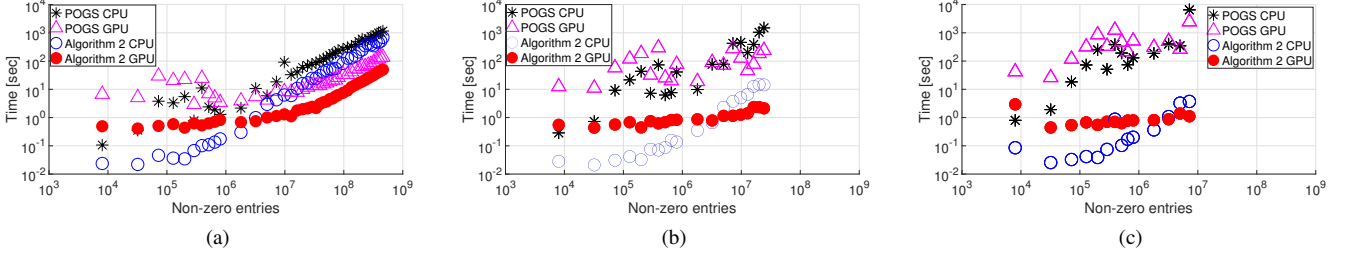 Time [sec]
10^4
10^3
10^2
10^1
10^0
10^-1
10^-2
POGS CPU
POGS GPU
Algorithm 2 CPU
Algorithm 2 GPU
10^3 10^4 10^5 10^6 10^7 10^8 10^9
Non-zero entries
(a)
Time [sec]
10^4
10^3
10^2
10^1
10^0
10^-1
10^-2
POGS CPU
POGS GPU
Algorithm 2 CPU
Algorithm 2 GPU
10^3 10^4 10^5 10^6 10^7 10^8 10^9
Non-zero entries
(b)
Time [sec]
10^4
10^3
10^2
10^1
10^0
10^-1
10^-2
POGS CPU
POGS GPU
Algorithm 2 CPU
Algorithm 2 GPU
10^3 10^4 10^5 10^6 10^7 10^8 10^9
Non-zero entries
(c)